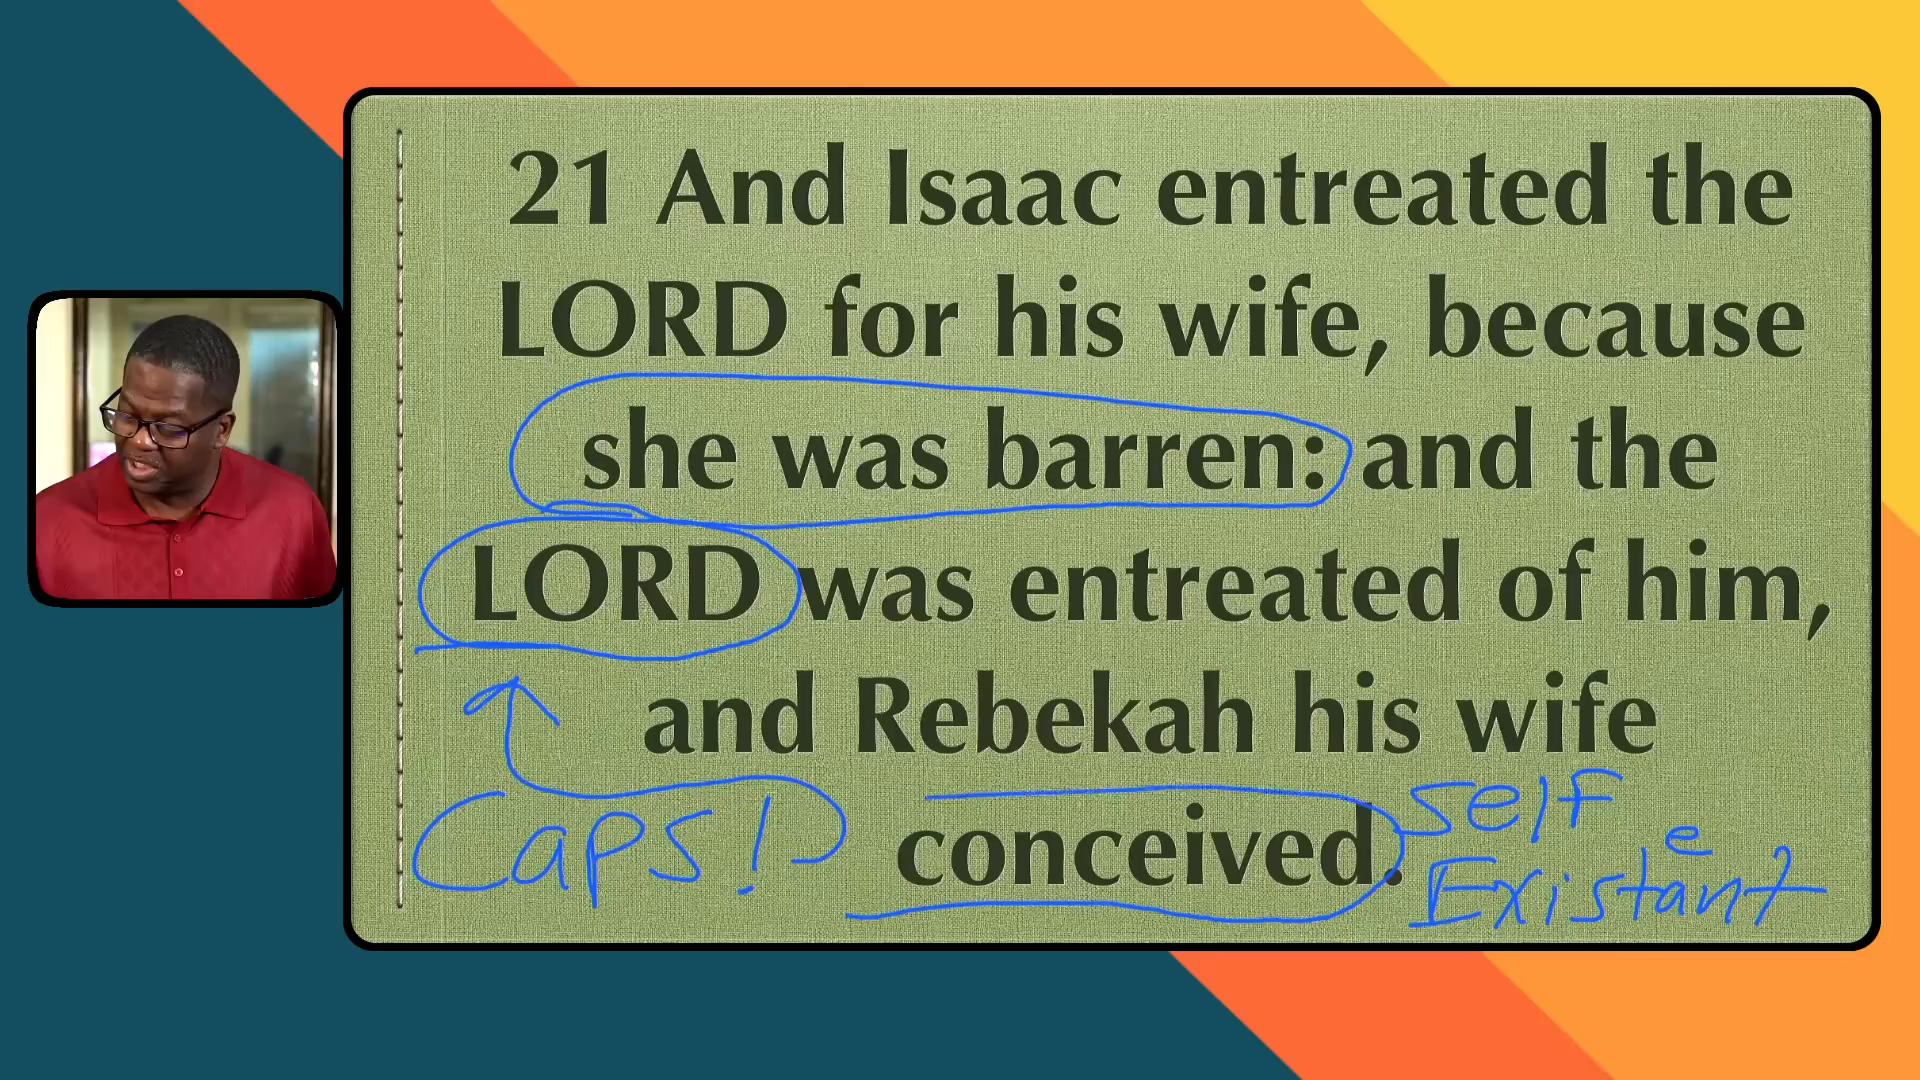 21 And Isaac entreated the
LORD for his wife, because
she was barren: and the
LORD was entreated of him,
and Rebekah his wife
conceived.
Caps!
Self
e
Existant